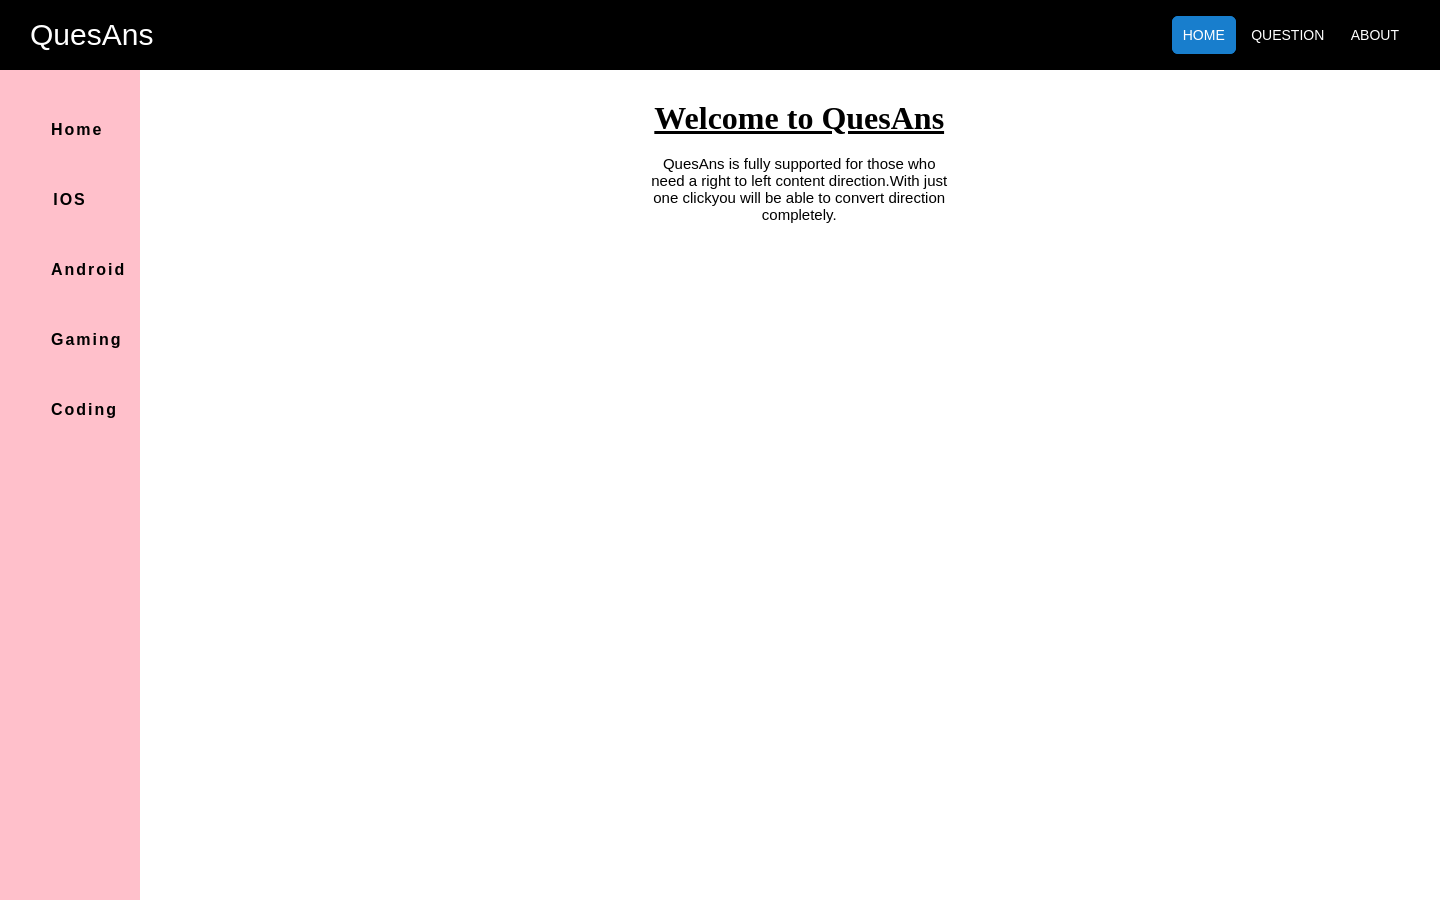 QuesAns
HOME QUESTION ABOUT
Home
IOS
Android
Gaming
Coding
Welcome to QuesAns
QuesAns is fully supported for those who
need a right to left content direction.With just
one clickyou will be able to convert direction
completely.